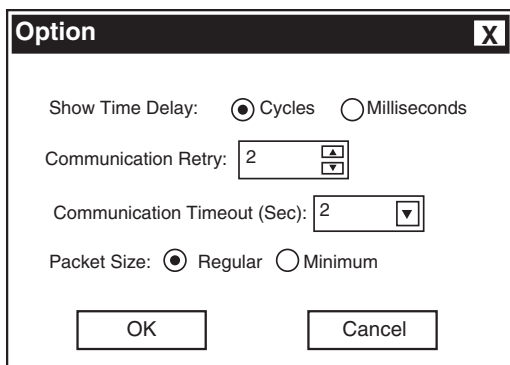 Option X
Show Time Delay: Cycles Milliseconds
Communication Retry: 2
Communication Timeout (Sec): 2
Packet Size: Regular Minimum
OK Cancel